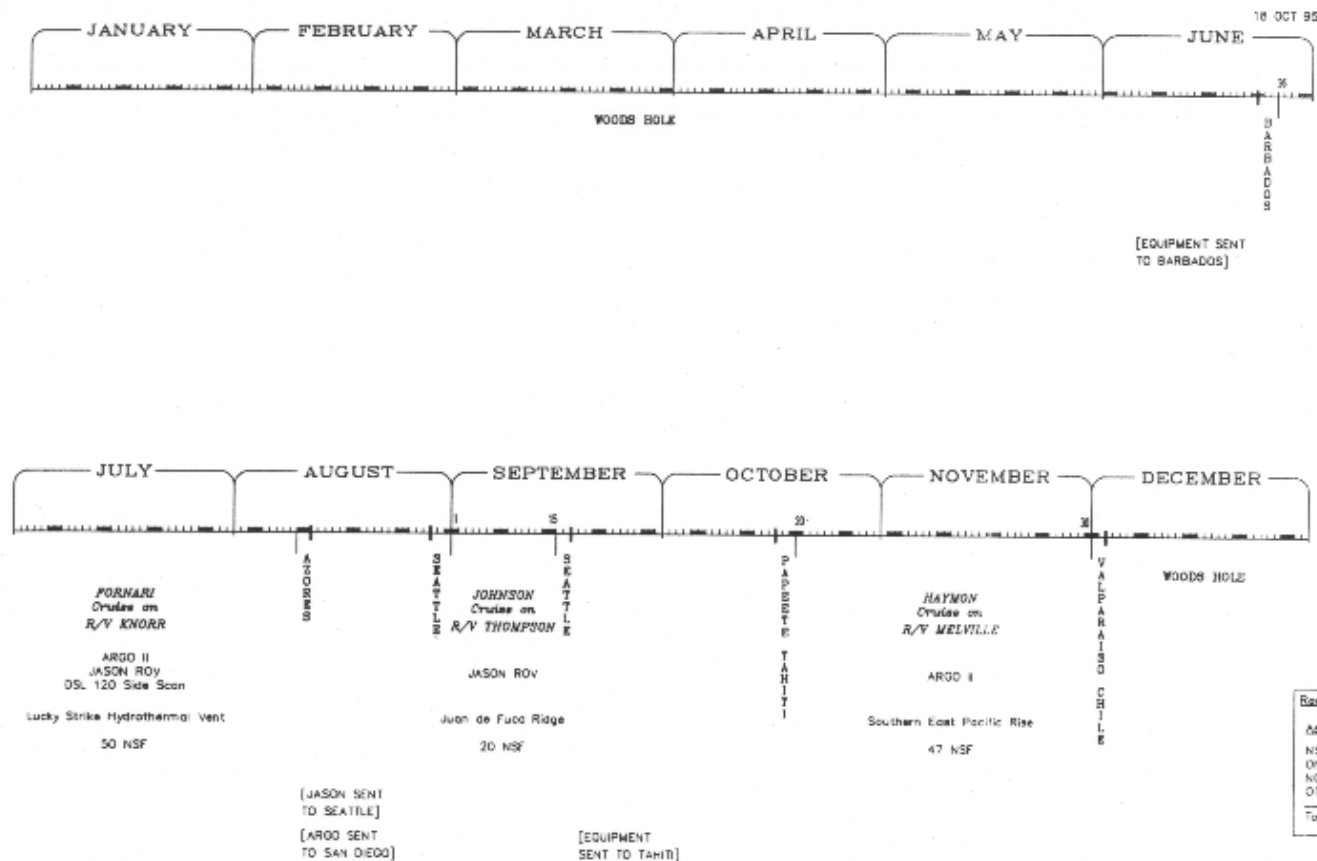 18 OCT 95
JANUARY FEBRUARY MARCH APRIL MAY JUNE
WOODS HOLE
BARBADOS
[EQUIPMENT SENT
TO BARBADOS]
JULY AUGUST SEPTEMBER OCTOBER NOVEMBER DECEMBER
1 15 20 30
AZORES
SEATTLE
SEATTLE
PAPEETE TAHITI
VALPARAISO CHILE
WOODS HOLE
FORNARI
Cruise on
R/V KNORR
ARGO II
JASON ROV
DSL 120 Side Scan
Lucky Strike Hydrothermal Vent
50 NSF
JOHNSON
Cruise on
R/V THOMPSON
JASON ROV
Juan de Fuca Ridge
20 NSF
HAYMON
Cruise on
R/V MELVILLE
ARGO II
Southern East Pacific Rise
47 NSF
[JASON SENT
TO SEATTLE]
[ARGO SENT
TO SAN DIEGO]
[EQUIPMENT
SENT TO TAHITI]